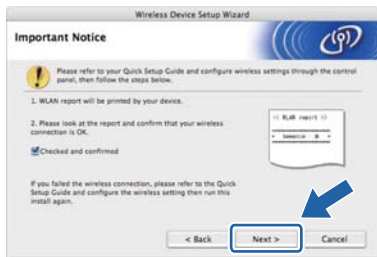 Wireless Device Setup Wizard
Important Notice
Please refer to your Quick Setup Guide and configure wireless settings through the control
panel, then follow the steps below.
1. WLAN report will be printed by your device.
2. Please look at the report and confirm that your wireless
connection is OK.
Checked and confirmed
WLAN report
If you failed the wireless connection, please refer to the Quick
Setup Guide and configure the wireless setting then run this
install again.
< Back
Next >
Cancel